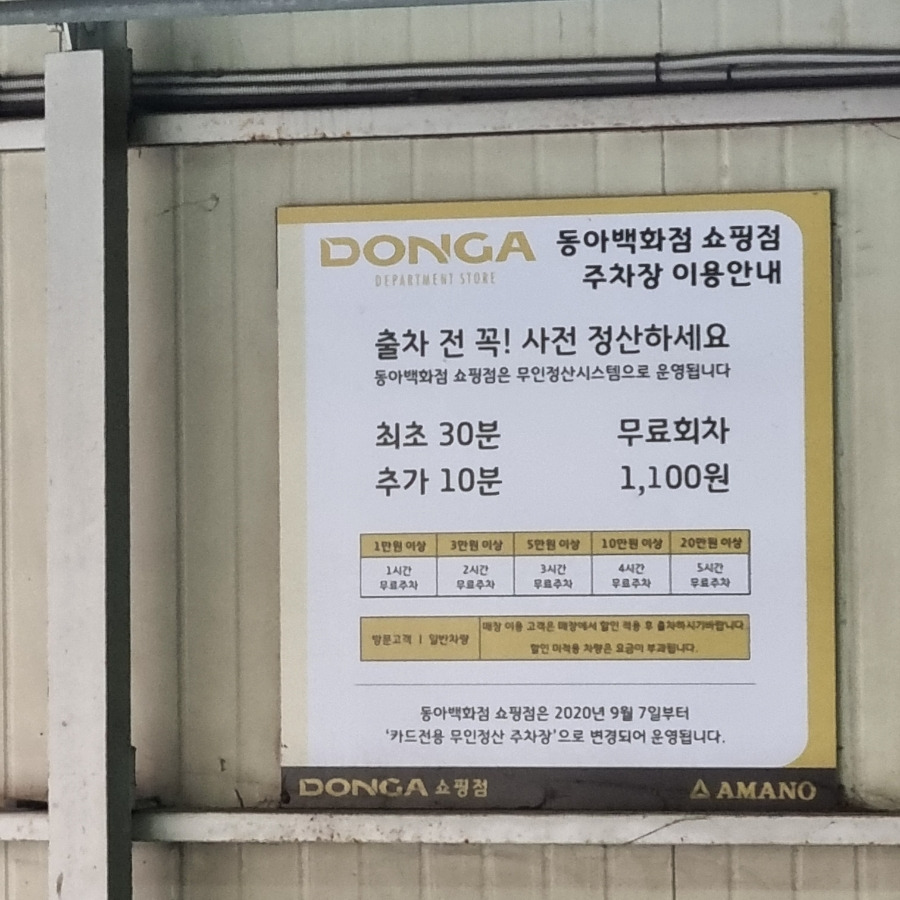 DONGA
DEPARTMENT STORE
동아백화점 쇼핑점
주차장 이용안내
출차 전 꼭! 사전 정산하세요
동아백화점 쇼핑점은 무인정산시스템으로 운영됩니다
최초 30분 무료회차
추가 10분 1,100원
1만원 이상 3만원 이상 5만원 이상 10만원 이상 20만원 이상
1시간 2시간 3시간 4시간 5시간
무료주차 무료주차 무료주차 무료주차 무료주차
방문고객 | 일반차량
매장 이용 고객은 매장에서 할인 적용 후 출차하시기바랍니다
할인 미적용 차량은 요금이 부과됩니다.
동아백화점 쇼핑점은 2020년 9월 7일부터
'카드전용 무인정산 주차장'으로 변경되어 운영됩니다.
DONGA 쇼핑점
AMANO